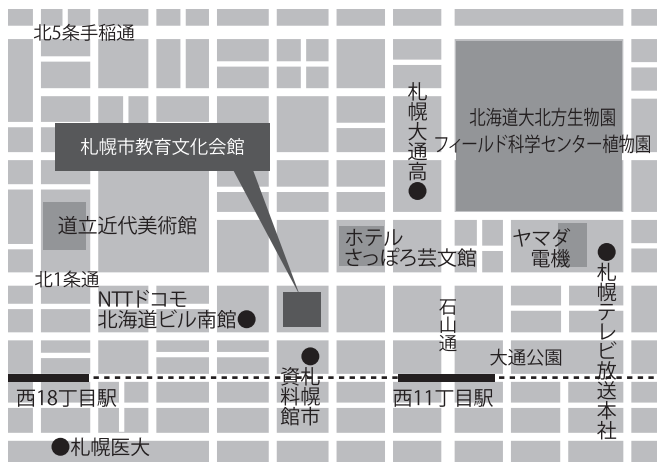 北5条手稲通
札幌市教育文化会館
札幌大通高
北海道大北方生物園
フィールド科学センター植物園
道立近代美術館
ホテル
さっぽろ芸文館
ヤマダ
電機
北1条通
NTTドコモ
北海道ビル南館
石山通
札幌テレビ放送本社
大通公園
札幌市
資料館
西18丁目駅
西11丁目駅
札幌医大